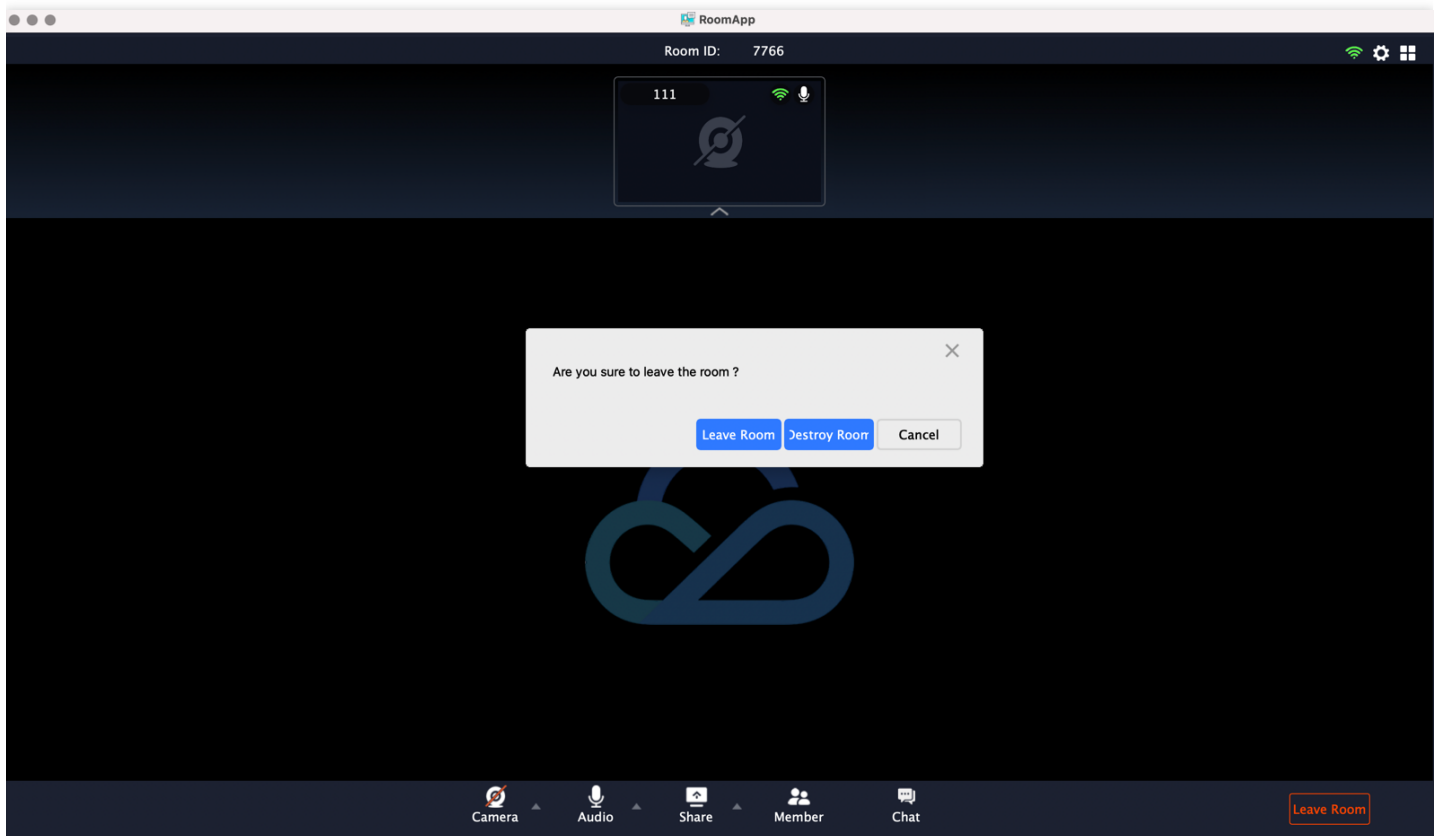 RoomApp
Room ID: 7766
111
Are you sure to leave the room ?
Leave Room Destroy Room Cancel
Camera Audio Share Member Chat
Leave Room